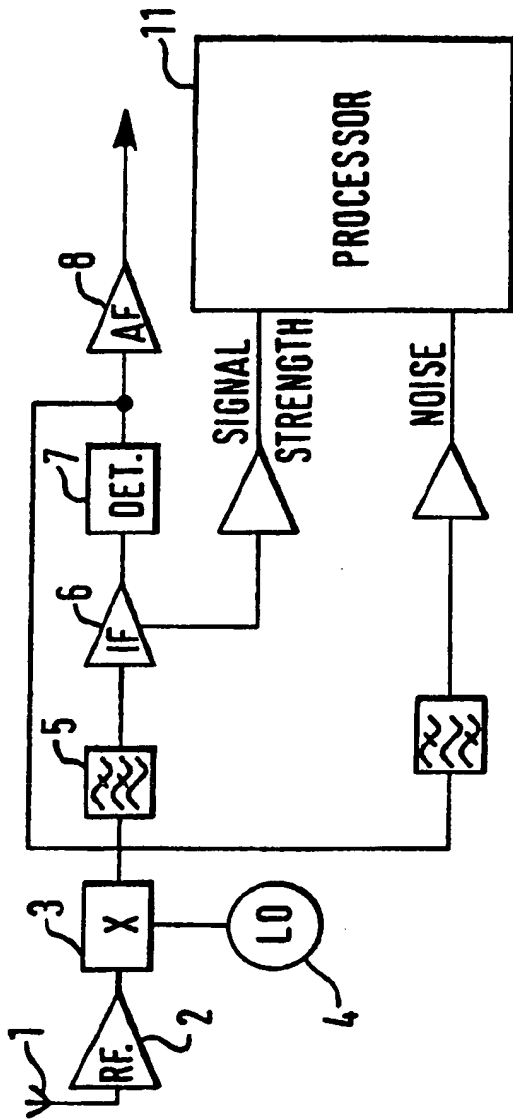 1
RF.
2
3
X
LO
4
5
6
IF
7
DET.
8
AF
SIGNAL
STRENGTH
NOISE
PROCESSOR
11